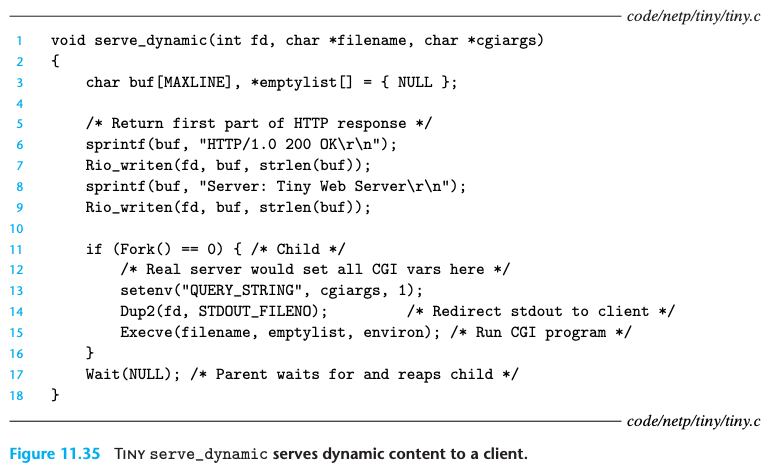 code/netp/tiny/tiny.c
1 void serve_dynamic(int fd, char *filename, char *cgiargs)
2 {
3     char buf[MAXLINE], *emptylist[] = { NULL };
4
5     /* Return first part of HTTP response */
6     sprintf(buf, "HTTP/1.0 200 OK\r\n");
7     Rio_writen(fd, buf, strlen(buf));
8     sprintf(buf, "Server: Tiny Web Server\r\n");
9     Rio_writen(fd, buf, strlen(buf));
10
11     if (Fork() == 0) { /* Child */
12         /* Real server would set all CGI vars here */
13         setenv("QUERY_STRING", cgiargs, 1);
14         Dup2(fd, STDOUT_FILENO);         /* Redirect stdout to client */
15         Execve(filename, emptylist, environ); /* Run CGI program */
16     }
17     Wait(NULL); /* Parent waits for and reaps child */
18 }
code/netp/tiny/tiny.c
Figure 11.35 TINY serve_dynamic serves dynamic content to a client.